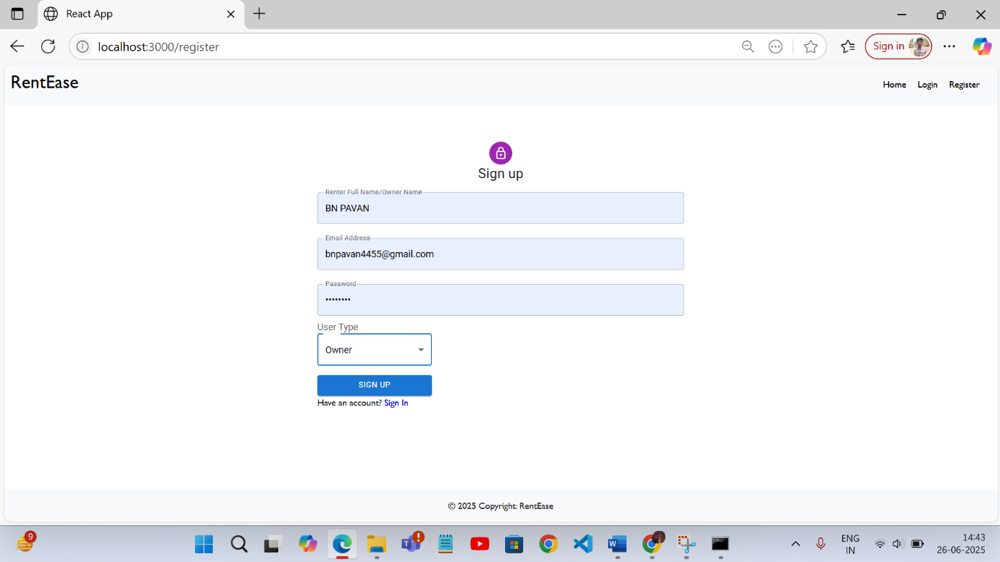 React App
localhost:3000/register
Sign in
RentEase
Home Login Register
Sign up
Renter Full Name/Owner Name
BN PAVAN
Email Address
bnpavan4455@gmail.com
Password
••••••••
User Type
Owner
SIGN UP
Have an account? Sign In
© 2025 Copyright: RentEase
9
ENG
IN
14:43
26-06-2025